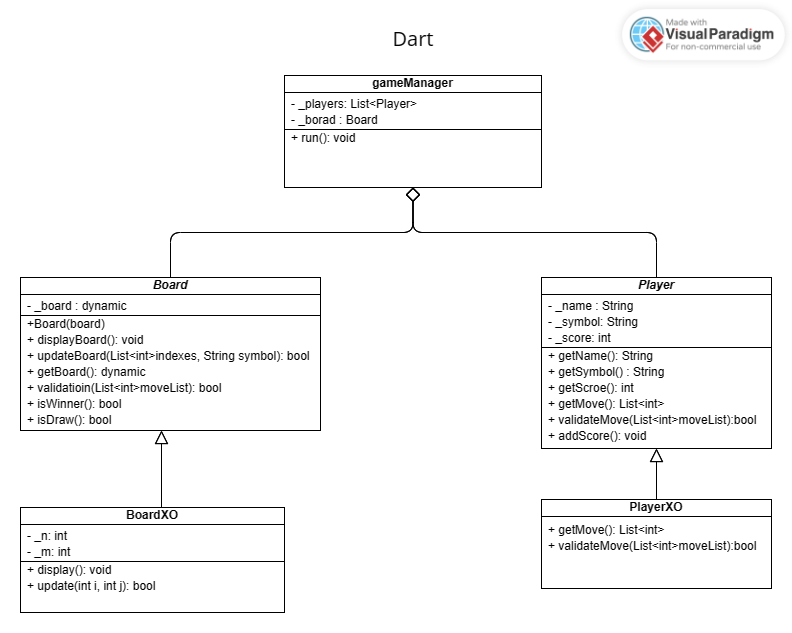 Dart
Made with
VisualParadigm
For non-commercial use
gameManager
- _players: List<Player>
- _borad : Board
+ run(): void
Board
- _board : dynamic
+Board(board)
+ displayBoard(): void
+ updateBoard(List<int>indexes, String symbol): bool
+ getBoard(): dynamic
+ validatioin(List<int>moveList): bool
+ isWinner(): bool
+ isDraw(): bool
Player
- _name : String
- _symbol: String
- _score: int
+ getName(): String
+ getSymbol() : String
+ getScroe(): int
+ getMove(): List<int>
+ validateMove(List<int>moveList):bool
+ addScore(): void
BoardXO
- _n: int
- _m: int
+ display(): void
+ update(int i, int j): bool
PlayerXO
+ getMove(): List<int>
+ validateMove(List<int>moveList):bool